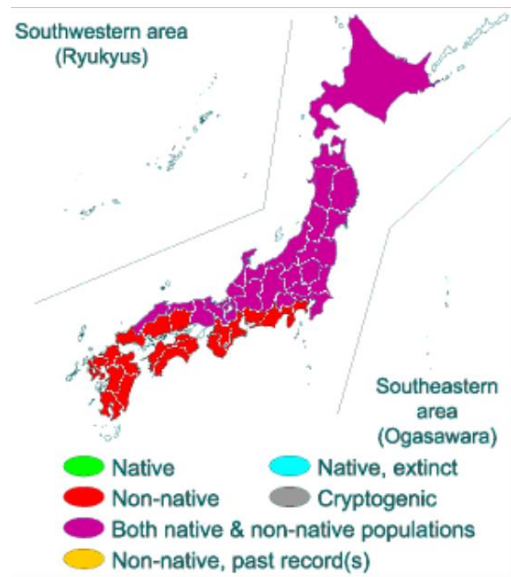 Southwestern area
(Ryukyus)
Southeastern
area
(Ogasawara)
Native
Native, extinct
Non-native
Cryptogenic
Both native & non-native populations
Non-native, past record(s)